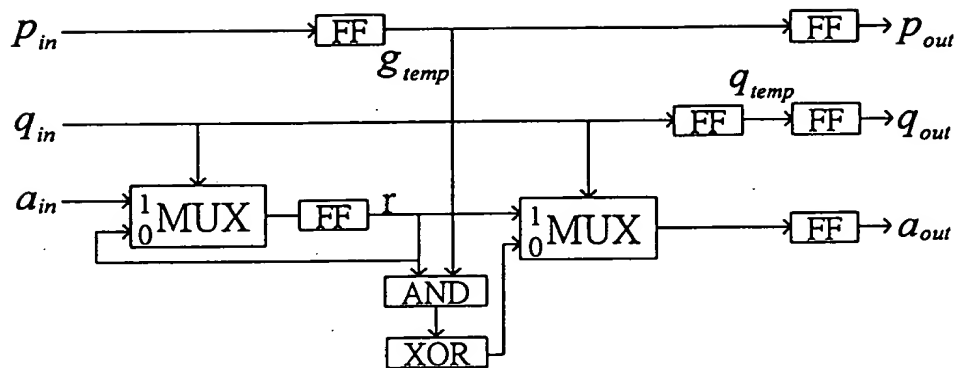 p_in FF FF p_out
g_temp
q_temp
q_in FF FF q_out
a_in 1 MUX FF r 1 MUX FF a_out
0 0
AND
XOR